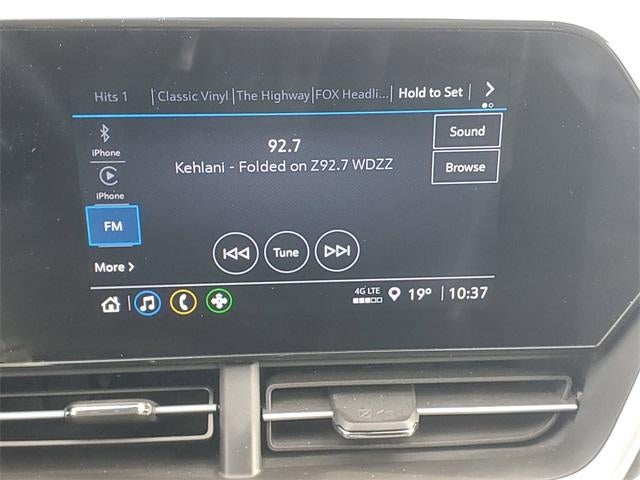 Hits 1 Classic Vinyl The Highway FOX Headli... Hold to Set
iPhone
92.7
Sound
Kehlani - Folded on Z92.7 WDZZ
Browse
iPhone
FM
Tune
More
4G LTE
19° 10:37